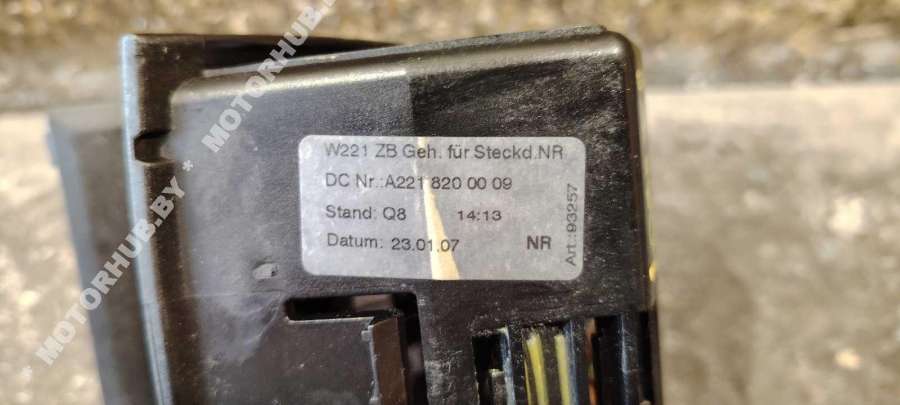 W221 ZB Geh. für Steckd.NR
DC Nr.:A221 820 00 09
Stand: Q8 14:13
Datum: 23.01.07 NR
Art.:93257
MOTORHUB.BY * MOTORHUB.BY